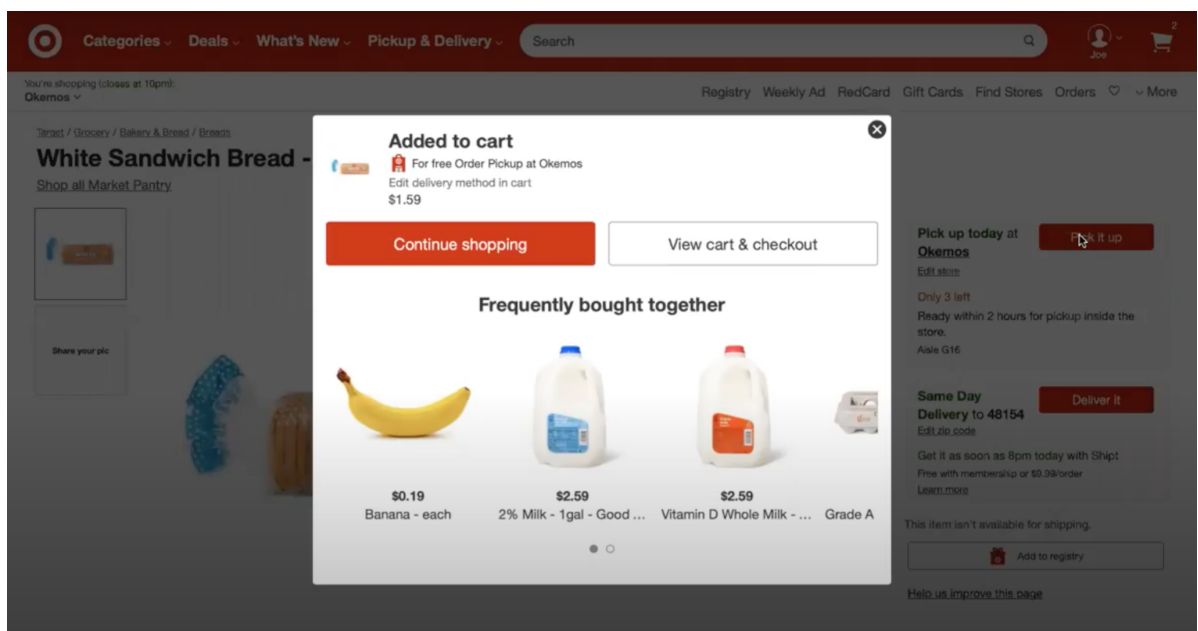 Categories
Deals
What's New
Pickup & Delivery
Search
Joe
2
You're shopping (closes at 10pm):
Okemos
Registry
Weekly Ad
RedCard
Gift Cards
Find Stores
Orders
More
Target / Grocery / Bakery & Bread / Breads
White Sandwich Bread -
Shop all Market Pantry
Share your pic
Added to cart
For free Order Pickup at Okemos
Edit delivery method in cart
$1.59
Continue shopping
View cart & checkout
Frequently bought together
$0.19
Banana - each
$2.59
2% Milk - 1gal - Good ...
$2.59
Vitamin D Whole Milk - ...
Grade A
Pick up today at
Okemos
Pick it up
Edit store
Only 3 left
Ready within 2 hours for pickup inside the
store.
Aisle G16
Same Day
Delivery to 48154
Deliver it
Edit zip code
Get it as soon as 8pm today with Shipt
Free with membership or $9.99/order
Learn more
This item isn't available for shipping.
Add to registry
Help us improve this page